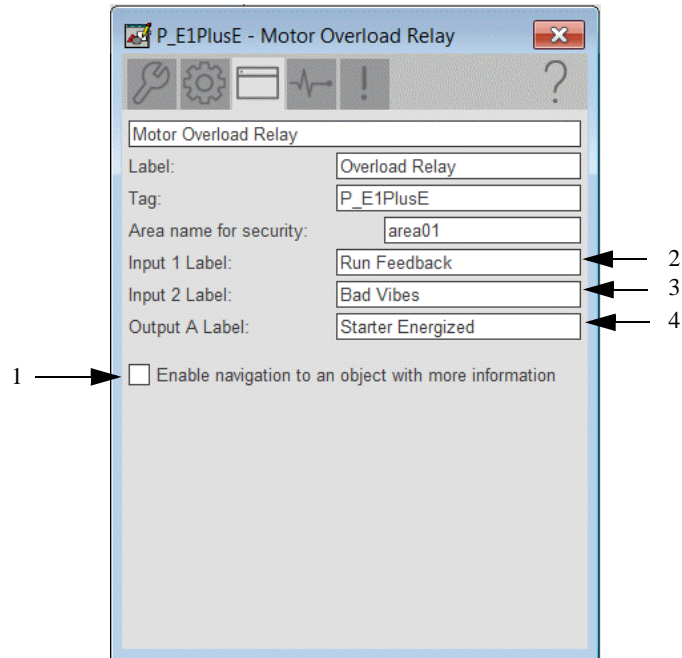 P_E1PlusE - Motor Overload Relay
Motor Overload Relay
Label: Overload Relay
Tag: P_E1PlusE
Area name for security: area01
Input 1 Label: Run Feedback 2
Input 2 Label: Bad Vibes 3
Output A Label: Starter Energized 4
1 Enable navigation to an object with more information